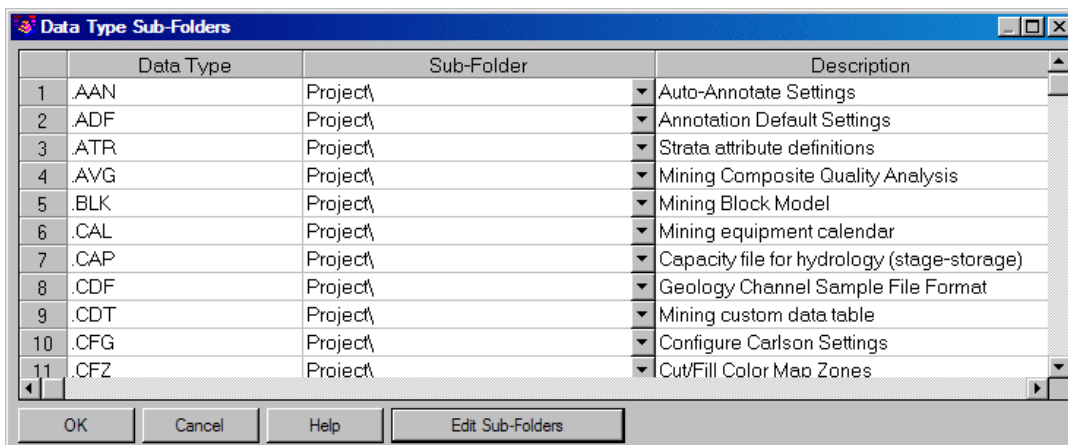 Data Type Sub-Folders
Data Type Sub-Folder Description
1 .AAN Project\ Auto-Annotate Settings
2 .ADF Project\ Annotation Default Settings
3 .ATR Project\ Strata attribute definitions
4 .AVG Project\ Mining Composite Quality Analysis
5 .BLK Project\ Mining Block Model
6 .CAL Project\ Mining equipment calendar
7 .CAP Project\ Capacity file for hydrology (stage-storage)
8 .CDF Project\ Geology Channel Sample File Format
9 .CDT Project\ Mining custom data table
10 .CFG Project\ Configure Carlson Settings
11 .CFZ Project\ Cut/Fill Color Map Zones
OK Cancel Help Edit Sub-Folders